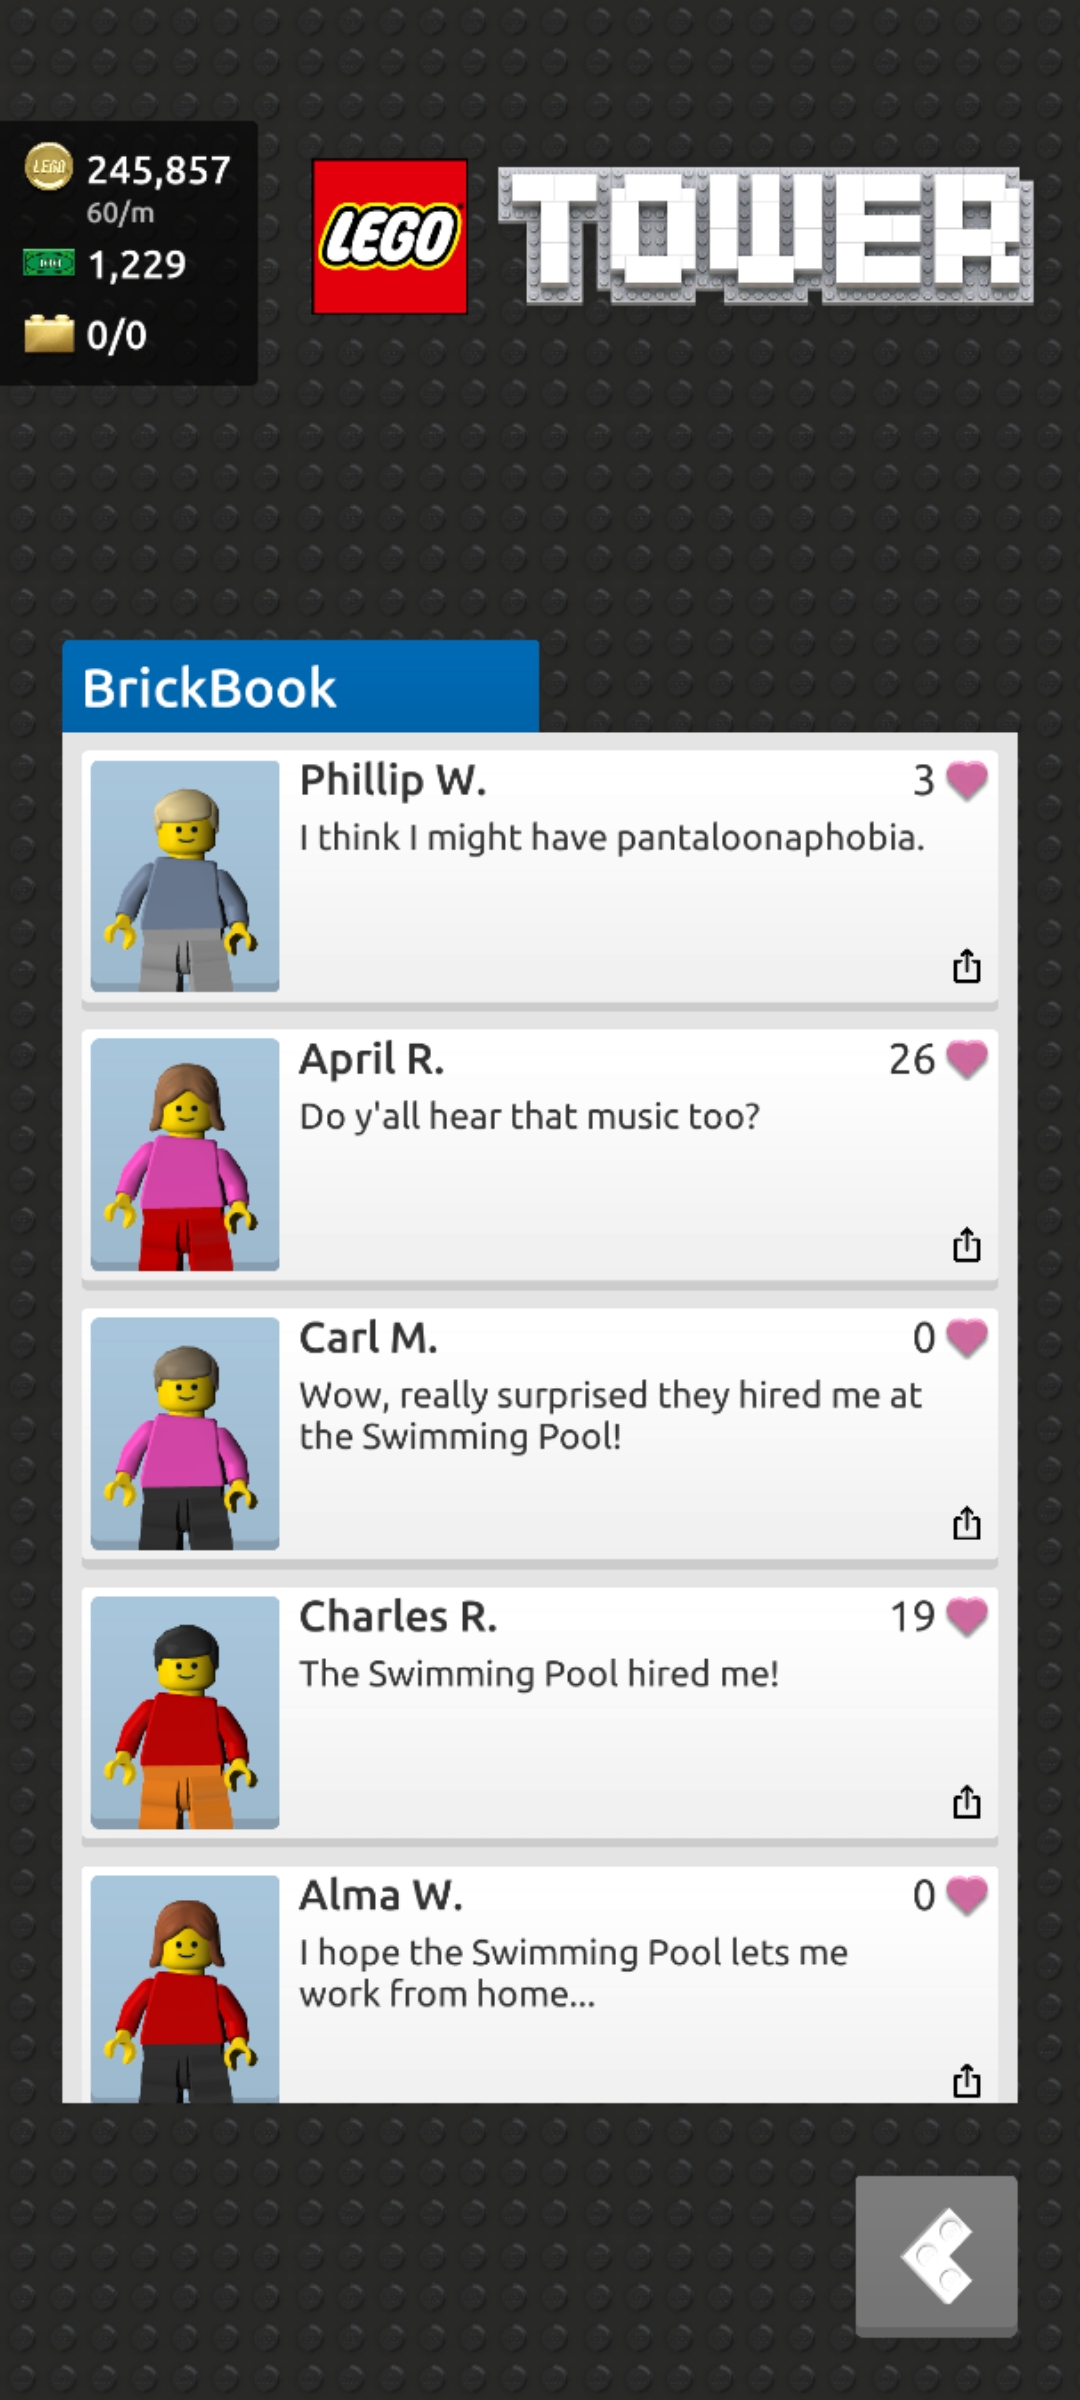 245,857
60/m
1,229
0/0
LEGO
TOWER
BrickBook
Phillip W.
3
I think I might have pantaloonaphobia.
April R.
26
Do y'all hear that music too?
Carl M.
0
Wow, really surprised they hired me at
the Swimming Pool!
Charles R.
19
The Swimming Pool hired me!
Alma W.
0
I hope the Swimming Pool lets me
work from home...